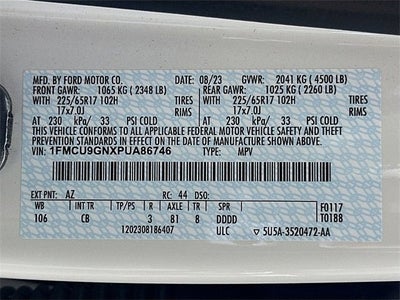 MFD. BY FORD MOTOR CO. 08/23 GVWR: 2041 KG ( 4500 LB)
FRONT GAWR: 1065 KG ( 2348 LB) REAR GAWR: 1025 KG ( 2260 LB)
WITH 225/65R17 102H TIRES WITH 225/65R17 102H TIRES
17x7.0J RIMS 17x7.0J RIMS
AT 230 kPa/ 33 PSI COLD AT 230 kPa/ 33 PSI COLD
THIS VEHICLE CONFORMS TO ALL APPLICABLE FEDERAL MOTOR VEHICLE SAFETY AND THEFT
PREVENTION STANDARDS IN EFFECT ON THE DATE OF MANUFACTURE SHOWN ABOVE.
VIN: 1FMCU9GNXPUA86746 TYPE: MPV
EXT PNT: AZ RC: 44 DSO: F0117
WB INT TR TP/PS R AXLE TR SPR T0188
106 CB 3 81 8 DDDD
1202308186407 ULC 5U5A-3520472-AA